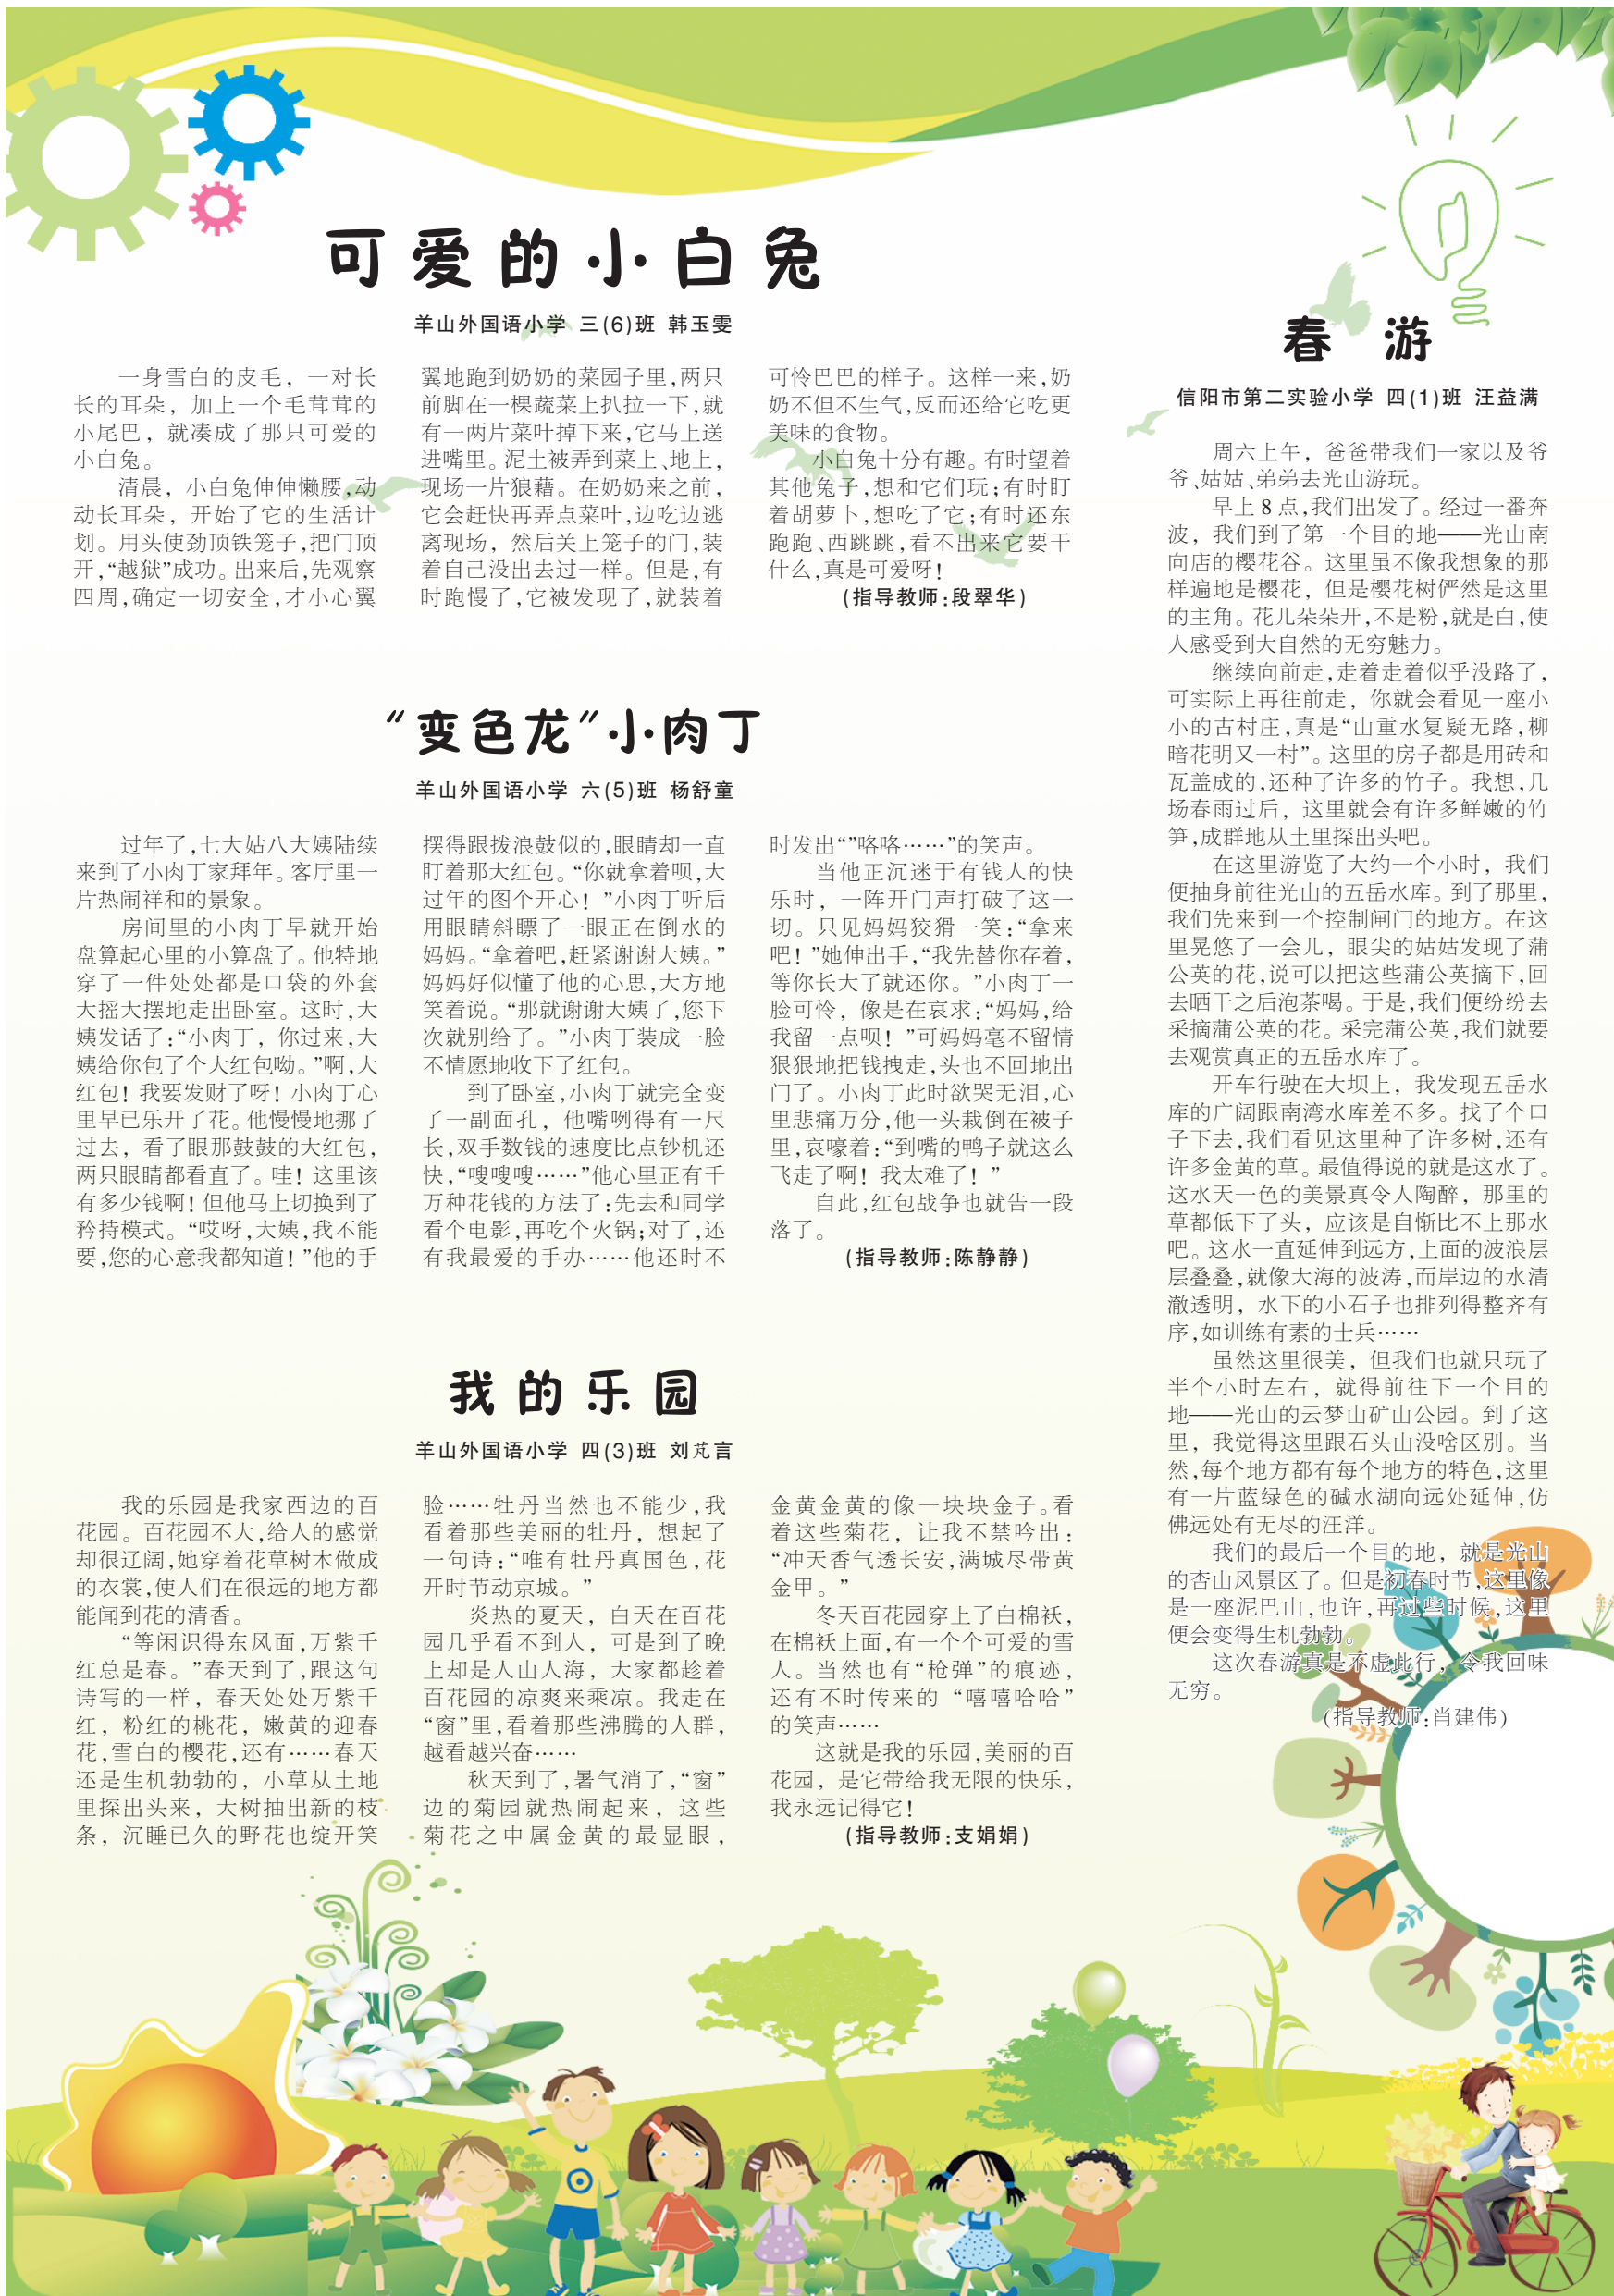 可爱的小白兔
羊山外国语小学 三(6)班 韩玉雯
一身雪白的皮毛，一对长
长的耳朵，加上一个毛茸茸的
小尾巴，就凑成了那只可爱的
小白兔。
清晨，小白兔伸伸懒腰,动
动长耳朵，开始了它的生活计
划。用头使劲顶铁笼子,把门顶
开,“越狱”成功。出来后,先观察
四周,确定一切安全,才小心翼
翼地跑到奶奶的菜园子里,两只
前脚在一棵蔬菜上扒拉一下,就
有一两片菜叶掉下来,它马上送
进嘴里。泥土被弄到菜上、地上,
现场一片狼藉。在奶奶来之前,
它会赶快再弄点菜叶,边吃边逃
离现场，然后关上笼子的门,装
着自己没出去过一样。但是,有
时跑慢了,它被发现了,就装着
可怜巴巴的样子。这样一来,奶
奶不但不生气,反而还给它吃更
美味的食物。
小白兔十分有趣。有时望着
其他兔子,想和它们玩;有时盯
着胡萝卜,想吃了它;有时还东
跑跑、西跳跳,看不出来它要干
什么,真是可爱呀!
(指导教师:段翠华)
“变色龙”小肉丁
羊山外国语小学 六(5)班 杨舒童
过年了,七大姑八大姨陆续
来到了小肉丁家拜年。客厅里一
片热闹祥和的景象。
房间里的小肉丁早就开始
盘算起心里的小算盘了。他特地
穿了一件处处都是口袋的外套
大摇大摆地走出卧室。这时,大
姨发话了:“小肉丁，你过来,大
姨给你包了个大红包呦。”啊,大
红包! 我要发财了呀! 小肉丁心
里早已乐开了花。他慢慢地挪了
过去，看了眼那鼓鼓的大红包,
两只眼睛都看直了。哇! 这里该
有多少钱啊! 但他马上切换到了
矜持模式。“哎呀,大姨,我不能
要,您的心意我都知道! ”他的手
摆得跟拨浪鼓似的,眼睛却一直
盯着那大红包。“你就拿着呗,大
过年的图个开心! ”小肉丁听后
用眼睛斜瞟了一眼正在倒水的
妈妈。“拿着吧,赶紧谢谢大姨。”
妈妈好似懂了他的心思,大方地
笑着说。“那就谢谢大姨了,您下
次就别给了。”小肉丁装成一脸
不情愿地收下了红包。
到了卧室,小肉丁就完全变
了一副面孔，他嘴咧得有一尺
长,双手数钱的速度比点钞机还
快,“嗖嗖嗖……”他心里正有千
万种花钱的方法了:先去和同学
看个电影,再吃个火锅;对了,还
有我最爱的手办……他还时不
时发出“”咯咯……”的笑声。
当他正沉迷于有钱人的快
乐时，一阵开门声打破了这一
切。只见妈妈狡猾一笑:“拿来
吧! ”她伸出手,“我先替你存着,
等你长大了就还你。”小肉丁一
脸可怜，像是在哀求:“妈妈,给
我留一点呗! ”可妈妈毫不留情
狠狠地把钱拽走,头也不回地出
门了。小肉丁此时欲哭无泪,心
里悲痛万分,他一头栽倒在被子
里,哀嚎着:“到嘴的鸭子就这么
飞走了啊! 我太难了! ”
自此,红包战争也就告一段
落了。
(指导教师:陈静静)
我的乐园
羊山外国语小学 四(3)班 刘芃言
我的乐园是我家西边的百
花园。百花园不大,给人的感觉
却很辽阔,她穿着花草树木做成
的衣裳,使人们在很远的地方都
能闻到花的清香。
“等闲识得东风面,万紫千
红总是春。”春天到了,跟这句
诗写的一样，春天处处万紫千
红，粉红的桃花，嫩黄的迎春
花,雪白的樱花,还有……春天
还是生机勃勃的，小草从土地
里探出头来，大树抽出新的枝
条，沉睡已久的野花也绽开笑
脸……牡丹当然也不能少,我
看着那些美丽的牡丹，想起了
一句诗:“唯有牡丹真国色,花
开时节动京城。”
炎热的夏天，白天在百花
园几乎看不到人，可是到了晚
上却是人山人海，大家都趁着
百花园的凉爽来乘凉。我走在
“窗”里,看着那些沸腾的人群,
越看越兴奋……
秋天到了,暑气消了,“窗”
边的菊园就热闹起来，这些
菊花之中属金黄的最显眼，
金黄金黄的像一块块金子。看
着这些菊花，让我不禁吟出:
“冲天香气透长安,满城尽带黄
金甲。”
冬天百花园穿上了白棉袄,
在棉袄上面,有一个个可爱的雪
人。当然也有“枪弹”的痕迹,
还有不时传来的“嘻嘻哈哈”
的笑声……
这就是我的乐园,美丽的百
花园，是它带给我无限的快乐,
我永远记得它!
(指导教师:支娟娟)
春 游
信阳市第二实验小学 四(1)班 汪益满
周六上午，爸爸带我们一家以及爷
爷、姑姑、弟弟去光山游玩。
早上8点,我们出发了。经过一番奔
波，我们到了第一个目的地——光山南
向店的樱花谷。这里虽不像我想象的那
样遍地是樱花，但是樱花树俨然是这里
的主角。花儿朵朵开,不是粉,就是白,使
人感受到大自然的无穷魅力。
继续向前走,走着走着似乎没路了,
可实际上再往前走，你就会看见一座小
小的古村庄,真是“山重水复疑无路,柳
暗花明又一村”。这里的房子都是用砖和
瓦盖成的,还种了许多的竹子。我想,几
场春雨过后，这里就会有许多鲜嫩的竹
笋,成群地从土里探出头吧。
在这里游览了大约一个小时，我们
便抽身前往光山的五岳水库。到了那里,
我们先来到一个控制闸门的地方。在这
里晃悠了一会儿，眼尖的姑姑发现了蒲
公英的花,说可以把这些蒲公英摘下,回
去晒干之后泡茶喝。于是,我们便纷纷去
采摘蒲公英的花。采完蒲公英,我们就要
去观赏真正的五岳水库了。
开车行驶在大坝上，我发现五岳水
库的广阔跟南湾水库差不多。找了个口
子下去,我们看见这里种了许多树,还有
许多金黄的草。最值得说的就是这水了。
这水天一色的美景真令人陶醉，那里的
草都低下了头，应该是自惭比不上那水
吧。这水一直延伸到远方,上面的波浪层
层叠叠,就像大海的波涛,而岸边的水清
澈透明，水下的小石子也排列得整齐有
序,如训练有素的士兵……
虽然这里很美，但我们也就只玩了
半个小时左右，就得前往下一个目的
地——光山的云梦山矿山公园。到了这
里，我觉得这里跟石头山没啥区别。当
然,每个地方都有每个地方的特色,这里
有一片蓝绿色的碱水湖向远处延伸,仿
佛远处有无尽的汪洋。
我们的最后一个目的地，就是光山
的杏山风景区了。但是初春时节,这里像
是一座泥巴山,也许,再过些时候,这里
便会变得生机勃勃。
这次春游真是不虚此行，令我回味
无穷。
(指导教师:肖建伟)